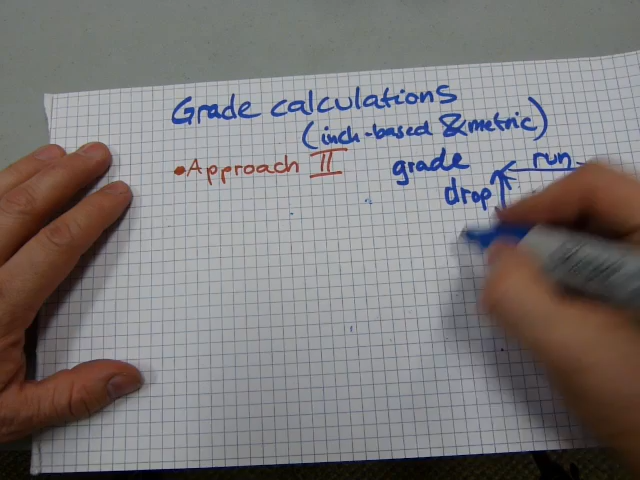 Grade calculations
(inch-based & metric)
• Approach II
grade
run
drop